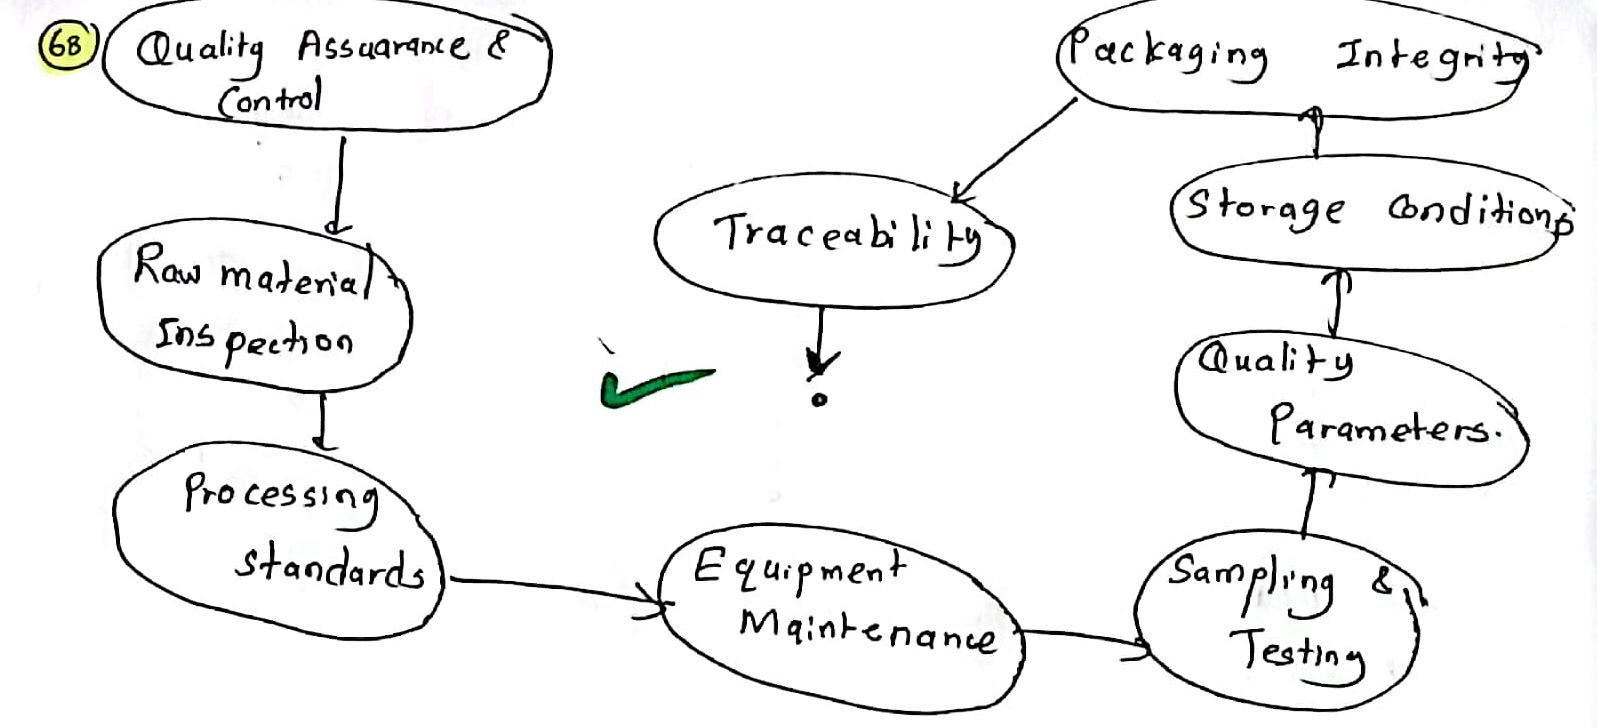 68
Quality Assuarance &
Control
Raw material
Inspection
Processing
standards
Equipment
Maintenance
Sampling &
Testing
Quality
Parameters.
Storage Conditions
Packaging Integrity
Traceability